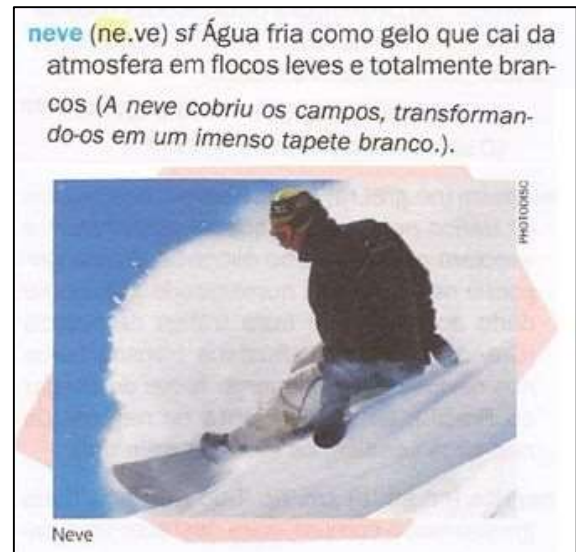 neve (ne.ve) sf Água fria como gelo que cai da
atmosfera em flocos leves e totalmente bran-
cos (A neve cobriu os campos, transforman-
do-os em um imenso tapete branco.).
PHOTODISC
Neve